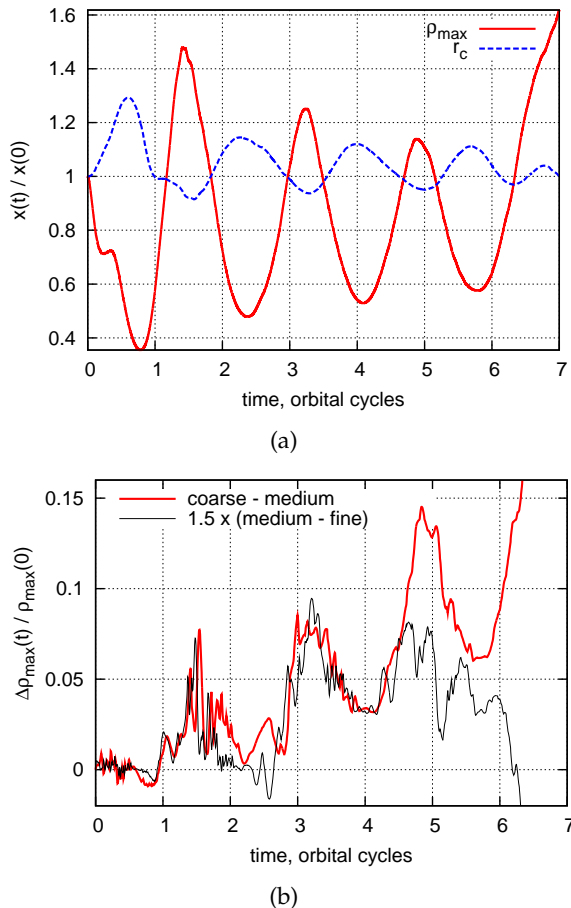 1.6
1.4
1.2
1
0.8
0.6
0.4
x(t) / x(0)
ρmax
rc
0 1 2 3 4 5 6 7
time, orbital cycles
(a)
0.15
0.1
0.05
0
Δρmax(t) / ρmax(0)
coarse - medium
1.5 x (medium - fine)
0 1 2 3 4 5 6 7
time, orbital cycles
(b)